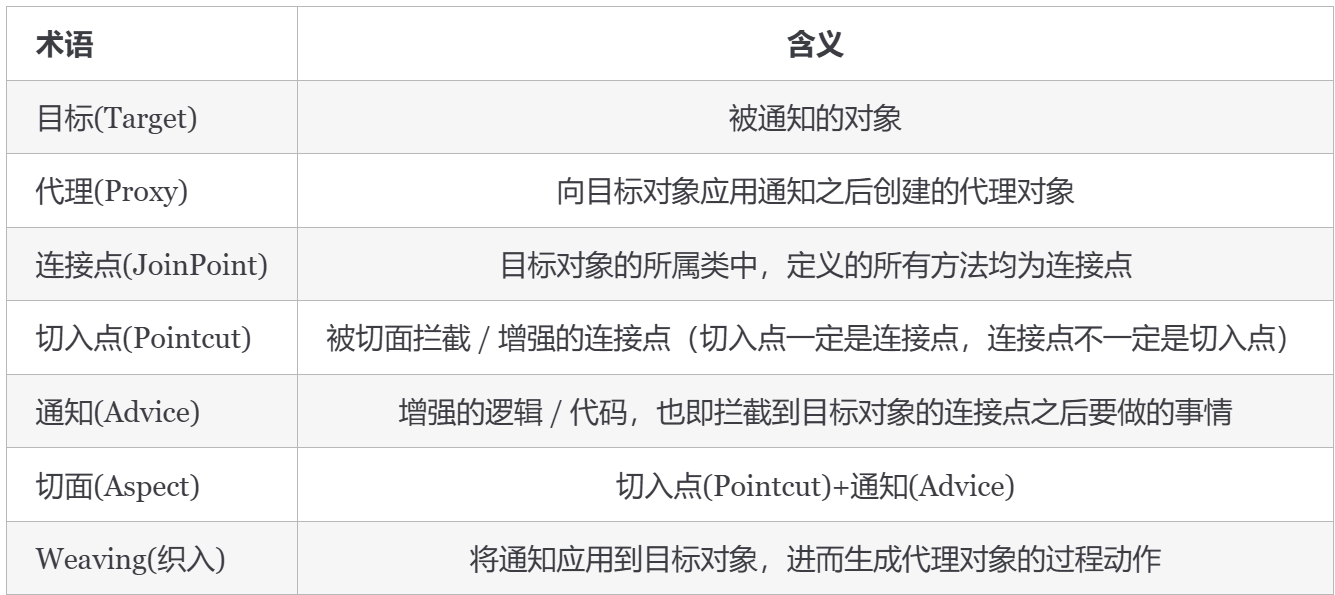 术语 含义
目标(Target) 被通知的对象
代理(Proxy) 向目标对象应用通知之后创建的代理对象
连接点(JoinPoint) 目标对象的所属类中，定义的所有方法均为连接点
切入点(Pointcut) 被切面拦截 / 增强的连接点（切入点一定是连接点，连接点不一定是切入点）
通知(Advice) 增强的逻辑 / 代码，也即拦截到目标对象的连接点之后要做的事情
切面(Aspect) 切入点(Pointcut)+通知(Advice)
Weaving(织入) 将通知应用到目标对象，进而生成代理对象的过程动作